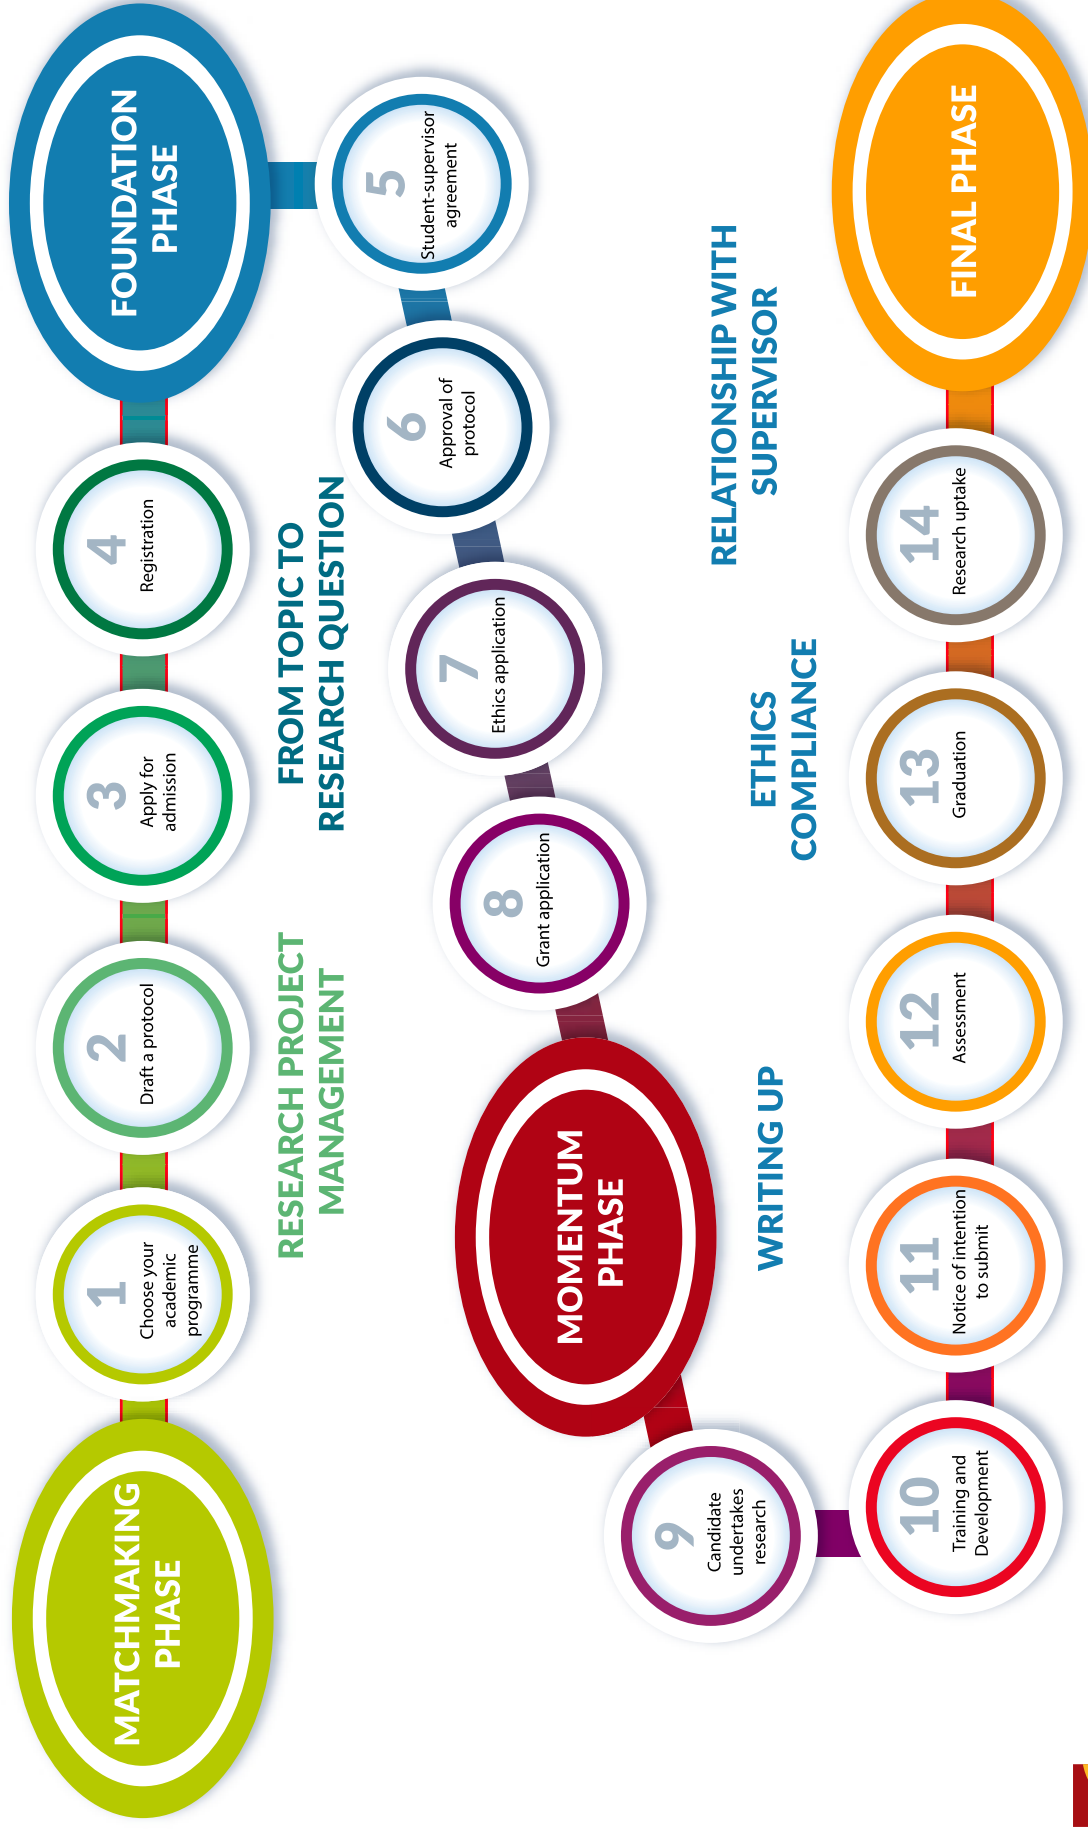 MATCHMAKING
PHASE
1
Choose your
academic
programme
2
Draft a protocol
3
Apply for
admission
4
Registration
FOUNDATION
PHASE
RESEARCH PROJECT
MANAGEMENT
FROM TOPIC TO
RESEARCH QUESTION
5
Student-supervisor
agreement
6
Approval of
protocol
7
Ethics application
8
Grant application
MOMENTUM
PHASE
9
Candidate
undertakes
research
WRITING UP
ETHICS
COMPLIANCE
RELATIONSHIP WITH
SUPERVISOR
10
Training and
Development
11
Notice of intention
to submit
12
Assessment
13
Graduation
14
Research uptake
FINAL PHASE